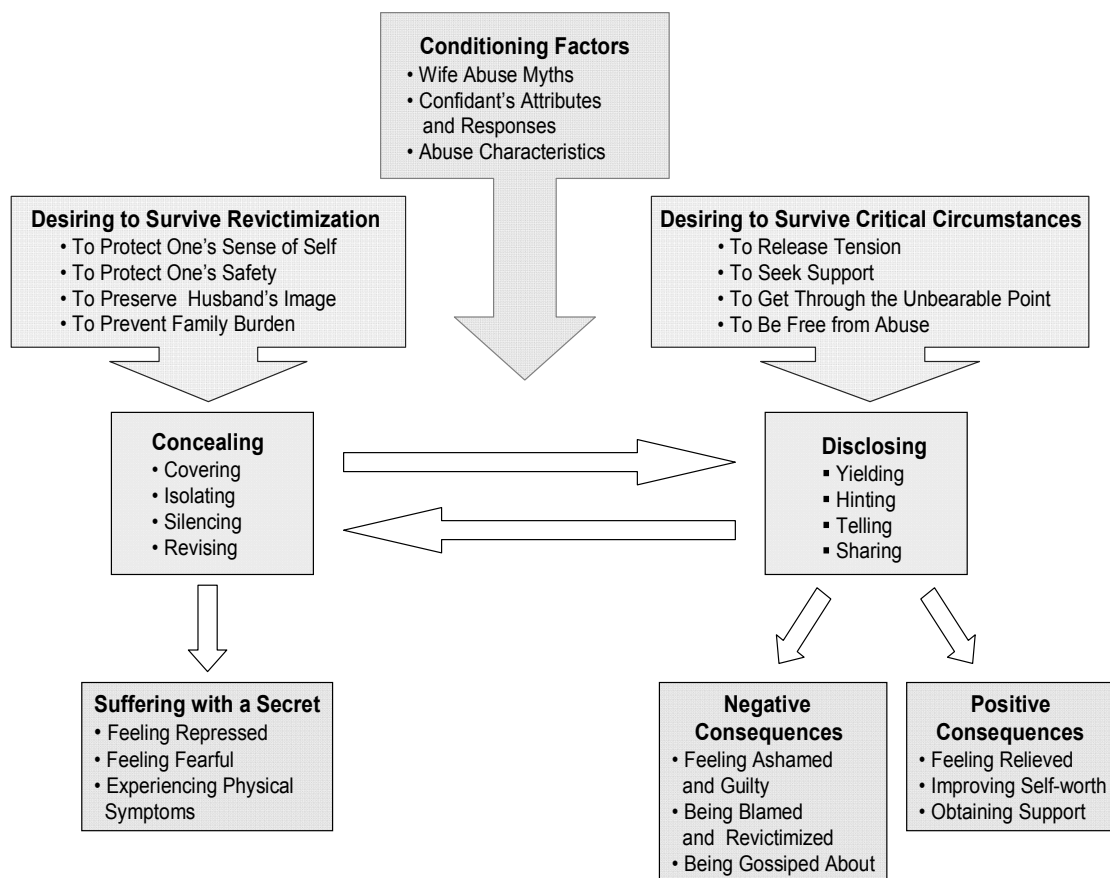 Conditioning Factors
• Wife Abuse Myths
• Confidant's Attributes
and Responses
• Abuse Characteristics
Desiring to Survive Revictimization
• To Protect One's Sense of Self
• To Protect One's Safety
• To Preserve Husband's Image
• To Prevent Family Burden
Desiring to Survive Critical Circumstances
• To Release Tension
• To Seek Support
• To Get Through the Unbearable Point
• To Be Free from Abuse
Concealing
• Covering
• Isolating
• Silencing
• Revising
Disclosing
▪ Yielding
▪ Hinting
▪ Telling
▪ Sharing
Suffering with a Secret
• Feeling Repressed
• Feeling Fearful
• Experiencing Physical
Symptoms
Negative
Consequences
• Feeling Ashamed
and Guilty
• Being Blamed
and Revictimized
• Being Gossiped About
Positive
Consequences
• Feeling Relieved
• Improving Self-worth
• Obtaining Support